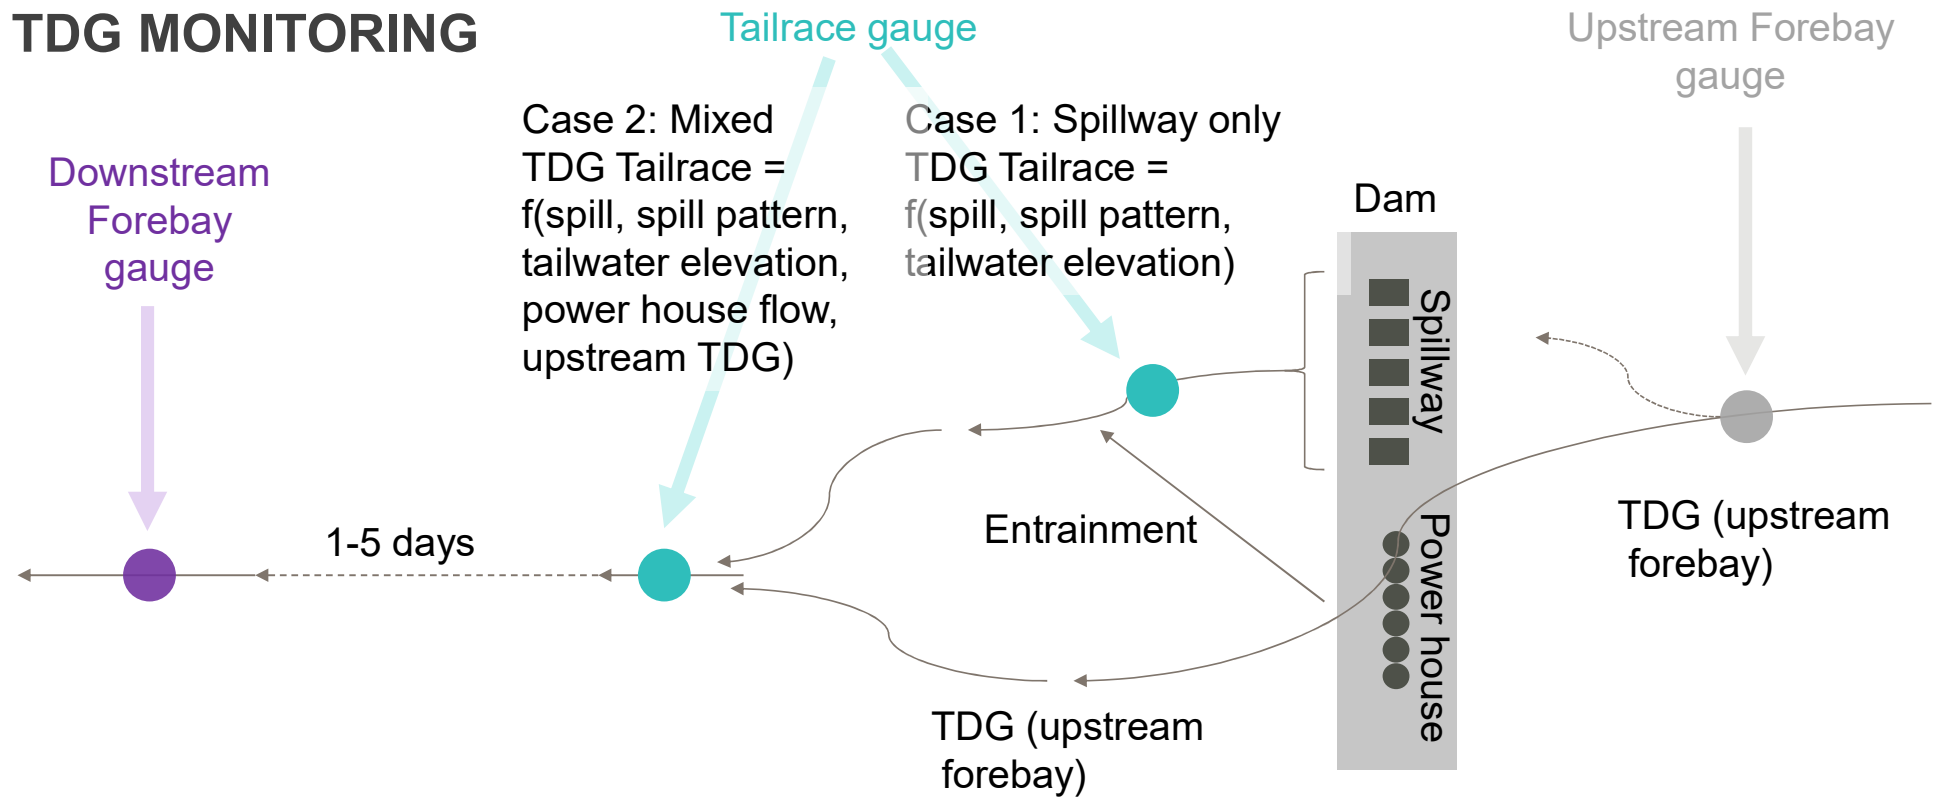 TDG MONITORING
Tailrace gauge
Upstream Forebay
gauge
Case 2: Mixed
TDG Tailrace =
f(spill, spill pattern,
tailwater elevation,
power house flow,
upstream TDG)
Case 1: Spillway only
TDG Tailrace =
f(spill, spill pattern,
tailwater elevation)
Downstream
Forebay
gauge
Dam
Spillway
Power house
Entrainment
1-5 days
TDG (upstream
forebay)
TDG (upstream
forebay)